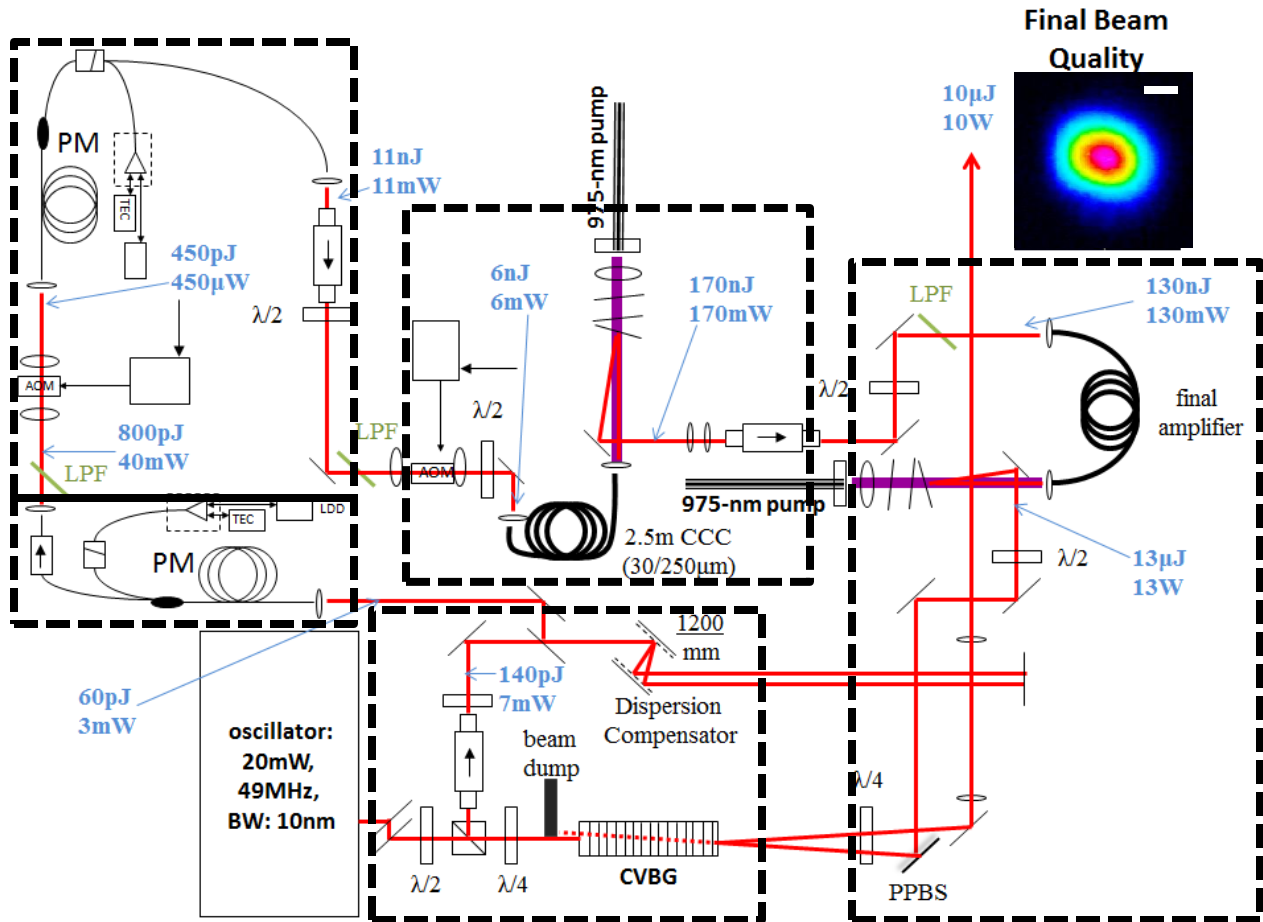 Final Beam
Quality
10µJ
10W
PM
TEC
11nJ
11mW
975-nm pump
450pJ
450µW
λ/2
6nJ
6mW
170nJ
170mW
LPF
130nJ
130mW
AOM
λ/2
λ/2
final
amplifier
800pJ
40mW
LPF
LPF
AOM
975-nm pump
LDD
TEC
PM
2.5m CCC
(30/250µm)
λ/2
13µJ
13W
1200
mm
60pJ
3mW
140pJ
7mW
Dispersion
Compensator
oscillator:
20mW,
49MHz,
BW: 10nm
beam
dump
λ/4
λ/2
λ/4
CVBG
PPBS